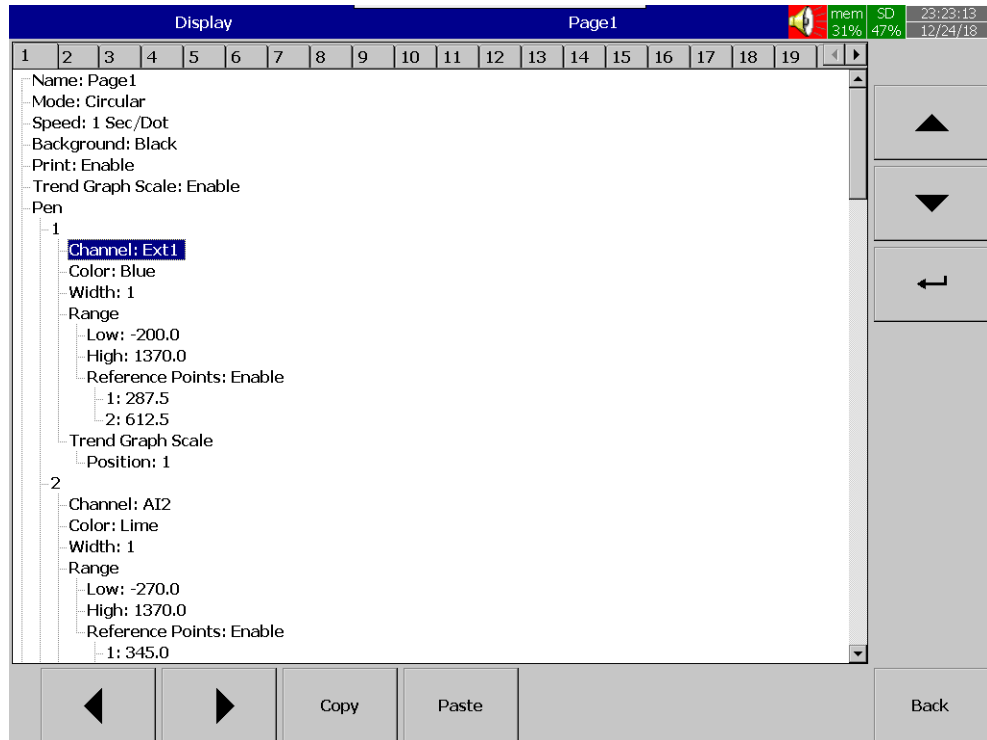 Display Page1 mem 31% SD 47% 23:23:13 12/24/18
1 2 3 4 5 6 7 8 9 10 11 12 13 14 15 16 17 18 19
Name: Page1
Mode: Circular
Speed: 1 Sec/Dot
Background: Black
Print: Enable
Trend Graph Scale: Enable
Pen
1
Channel: Ext1
Color: Blue
Width: 1
Range
Low: -200.0
High: 1370.0
Reference Points: Enable
1: 287.5
2: 612.5
Trend Graph Scale
Position: 1
2
Channel: AI2
Color: Lime
Width: 1
Range
Low: -270.0
High: 1370.0
Reference Points: Enable
1: 345.0
Copy Paste Back